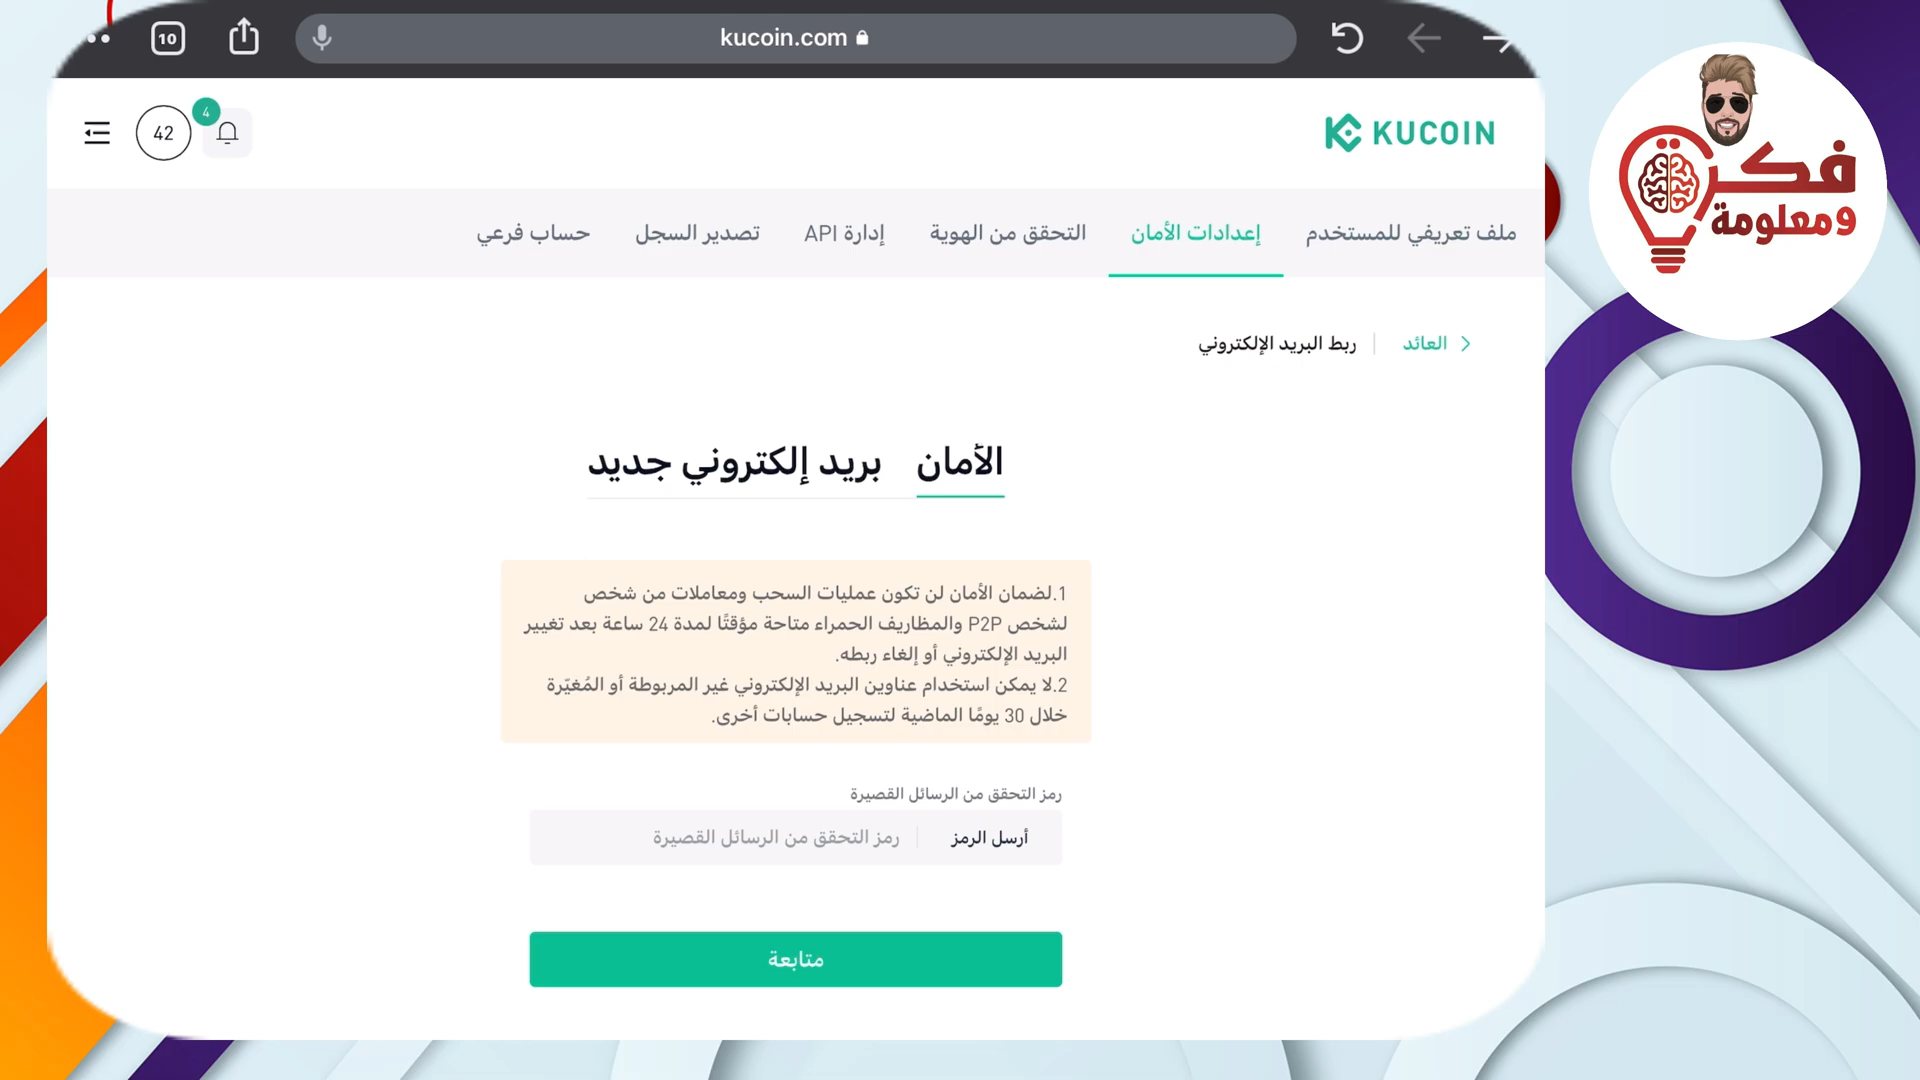 10
kucoin.com
42
4
KUCOIN
ملف تعريفي للمستخدم
إعدادات الأمان
التحقق من الهوية
إدارة API
تصدير السجل
حساب فرعي
العائد
ربط البريد الإلكتروني
الأمان
بريد إلكتروني جديد
1.لضمان الأمان لن تكون عمليات السحب ومعاملات من شخص
لشخص P2P والمظاريف الحمراء متاحة مؤقتًا لمدة 24 ساعة بعد تغيير
البريد الإلكتروني أو إلغاء ربطه.
2.لا يمكن استخدام عناوين البريد الإلكتروني غير المربوطة أو المُغيّرة
خلال 30 يومًا الماضية لتسجيل حسابات أخرى.
رمز التحقق من الرسائل القصيرة
أرسل الرمز
رمز التحقق من الرسائل القصيرة
متابعة
فكرة
ومعلومة